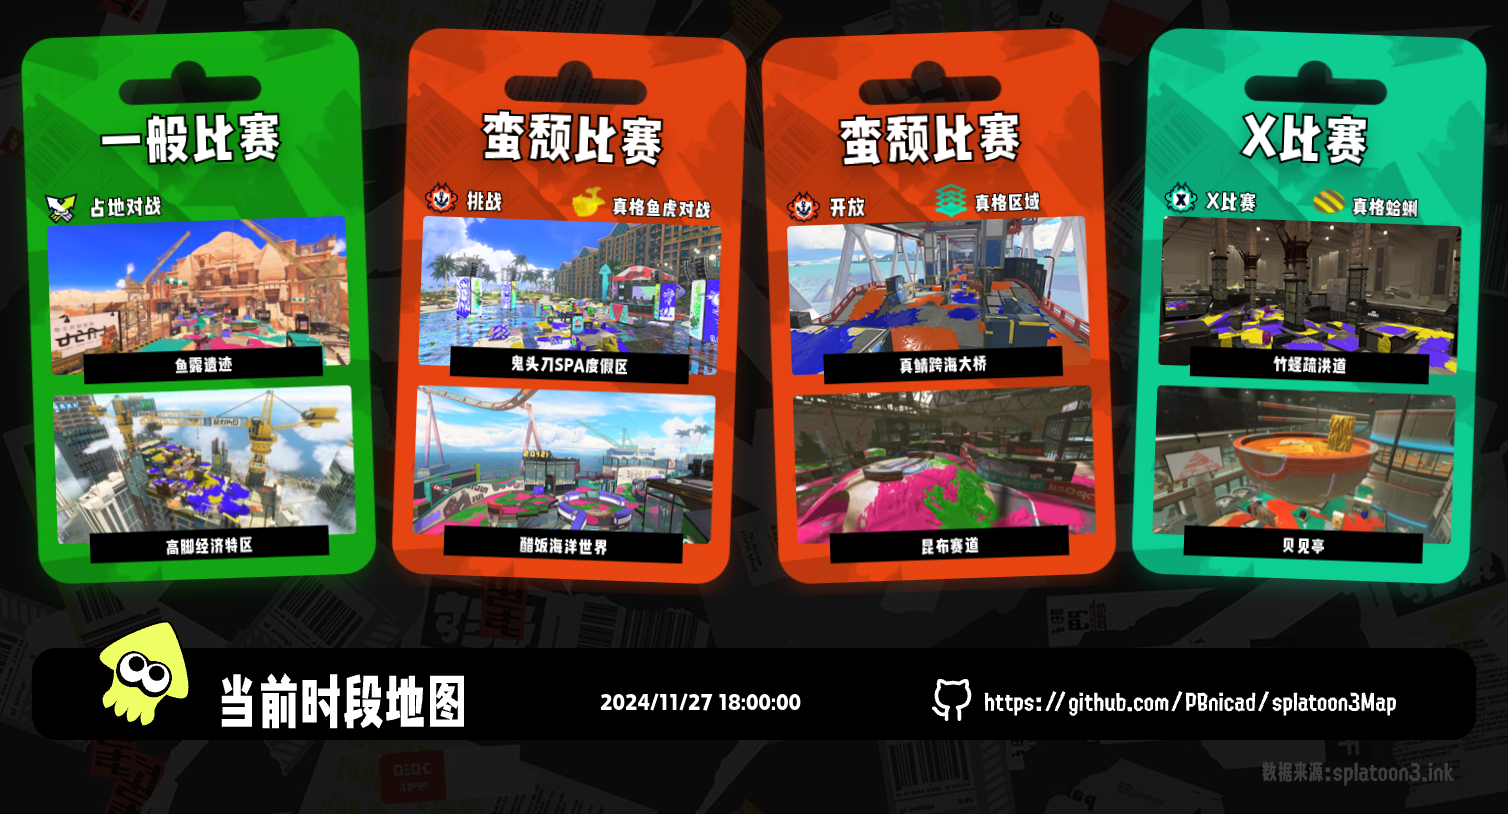 一般比赛
占地对战
鱼露遗迹
高脚经济特区
蛮颓比赛
挑战
真格鱼虎对战
鬼头刀SPA度假区
醋饭海洋世界
蛮颓比赛
开放
真格区域
真鲷跨海大桥
昆布赛道
X比赛
X比赛
真格蛤蜊
竹蛏疏洪道
贝见亭
当前时段地图
2024/11/27 18:00:00
https://github.com/PBnicad/splatoon3Map
数据来源:splatoon3.ink